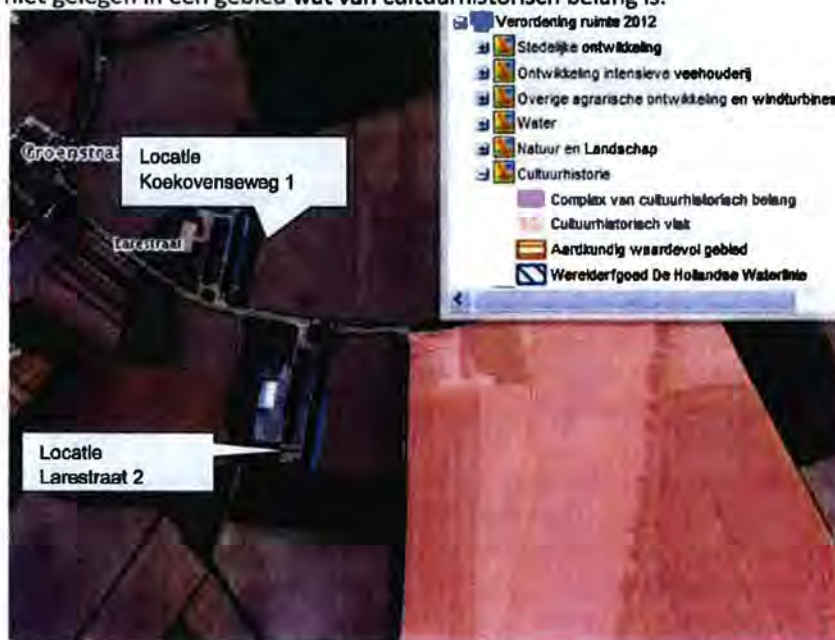 niet gelegen in een gebied wat van cultuurhistorisch belang is.
Verordening ruimte 2012
Stedelijke ontwikkeling
Ontwikkeling intensieve veehouderij
Overige agrarische ontwikkeling en windturbines
Water
Natuur en Landschap
Cultuurhistorie
Complex van cultuurhistorisch belang
Cultuurhistorisch vlak
Aardkundig waardevol gebied
Werelderfgoed De Hollandse Waterlinie
Groenstraat
Locatie
Koekovenseweg 1
Larestraat
Locatie
Larestraat 2